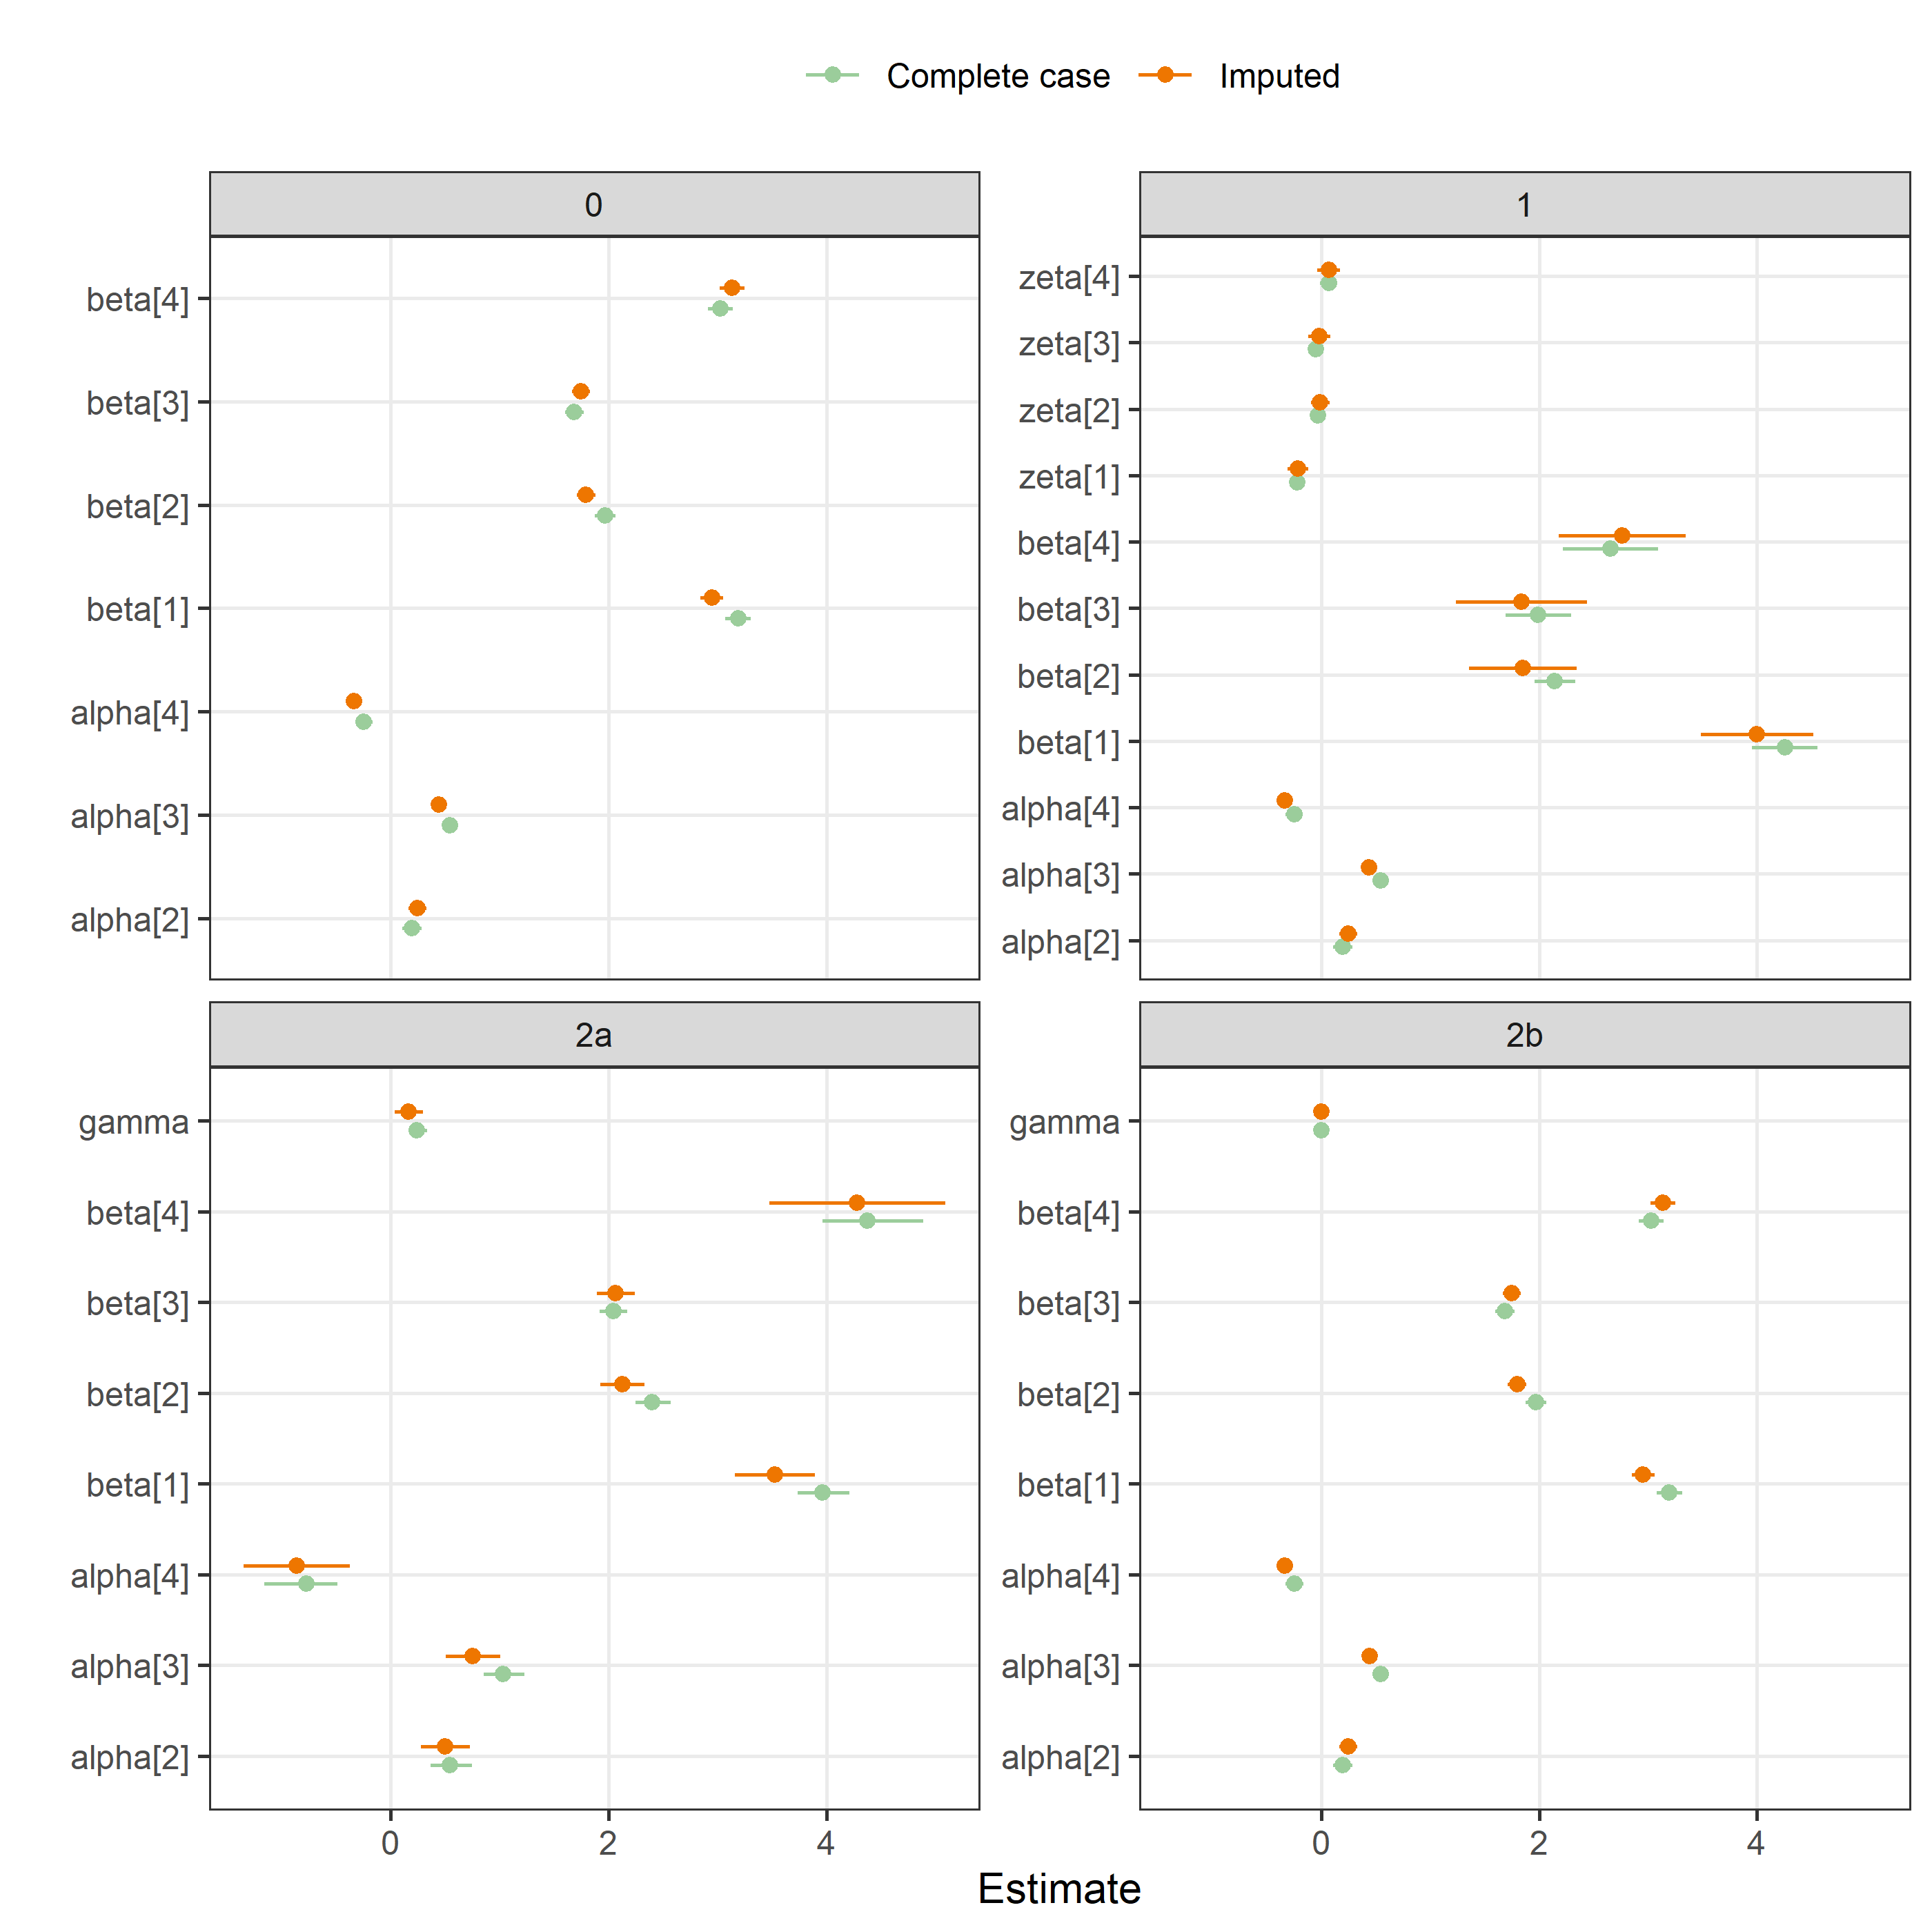 Complete case Imputed
0
beta[4]
beta[3]
beta[2]
beta[1]
alpha[4]
alpha[3]
alpha[2]
1
zeta[4]
zeta[3]
zeta[2]
zeta[1]
beta[4]
beta[3]
beta[2]
beta[1]
alpha[4]
alpha[3]
alpha[2]
2a
gamma
beta[4]
beta[3]
beta[2]
beta[1]
alpha[4]
alpha[3]
alpha[2]
0 2 4
2b
gamma
beta[4]
beta[3]
beta[2]
beta[1]
alpha[4]
alpha[3]
alpha[2]
0 2 4
Estimate